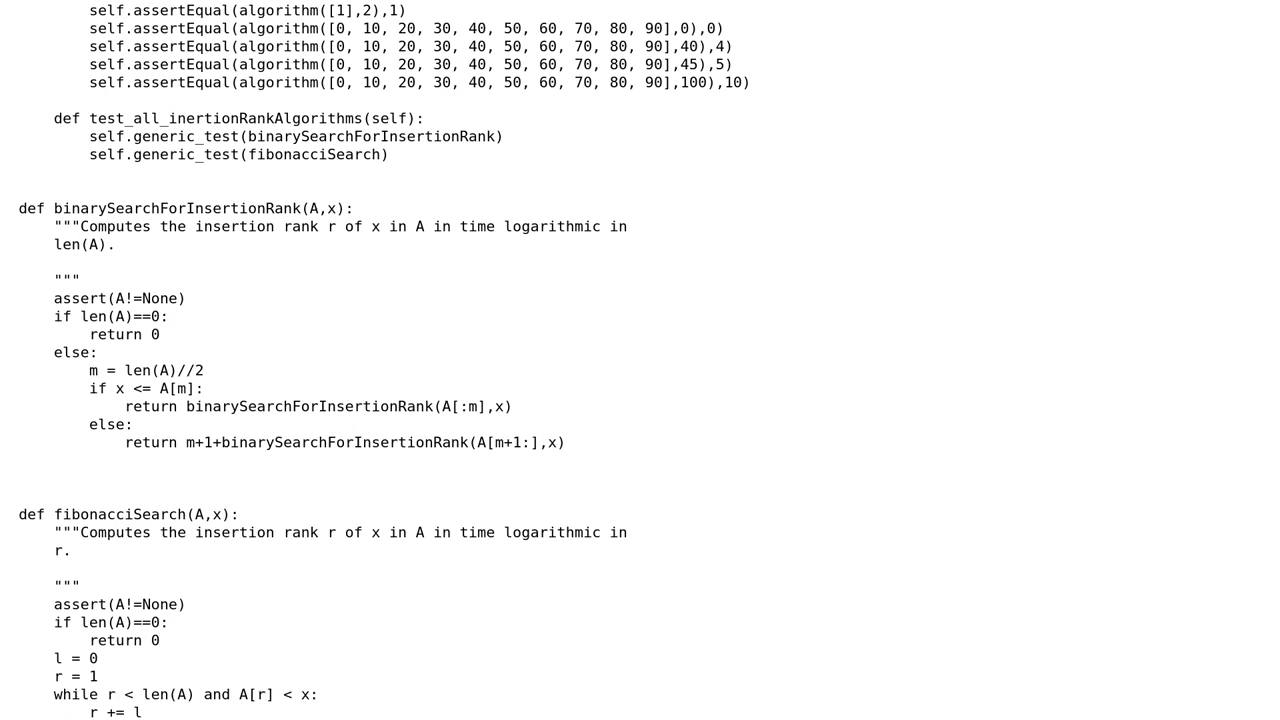 self.assertEqual(algorithm([1],2),1)
        self.assertEqual(algorithm([0, 10, 20, 30, 40, 50, 60, 70, 80, 90],0),0)
        self.assertEqual(algorithm([0, 10, 20, 30, 40, 50, 60, 70, 80, 90],40),4)
        self.assertEqual(algorithm([0, 10, 20, 30, 40, 50, 60, 70, 80, 90],45),5)
        self.assertEqual(algorithm([0, 10, 20, 30, 40, 50, 60, 70, 80, 90],100),10)

    def test_all_inertionRankAlgorithms(self):
        self.generic_test(binarySearchForInsertionRank)
        self.generic_test(fibonacciSearch)


def binarySearchForInsertionRank(A,x):
    """Computes the insertion rank r of x in A in time logarithmic in
    len(A).

    """
    assert(A!=None)
    if len(A)==0:
        return 0
    else:
        m = len(A)//2
        if x <= A[m]:
            return binarySearchForInsertionRank(A[:m],x)
        else:
            return m+1+binarySearchForInsertionRank(A[m+1:],x)



def fibonacciSearch(A,x):
    """Computes the insertion rank r of x in A in time logarithmic in
    r.

    """
    assert(A!=None)
    if len(A)==0:
        return 0
    l = 0
    r = 1
    while r < len(A) and A[r] < x:
        r += l